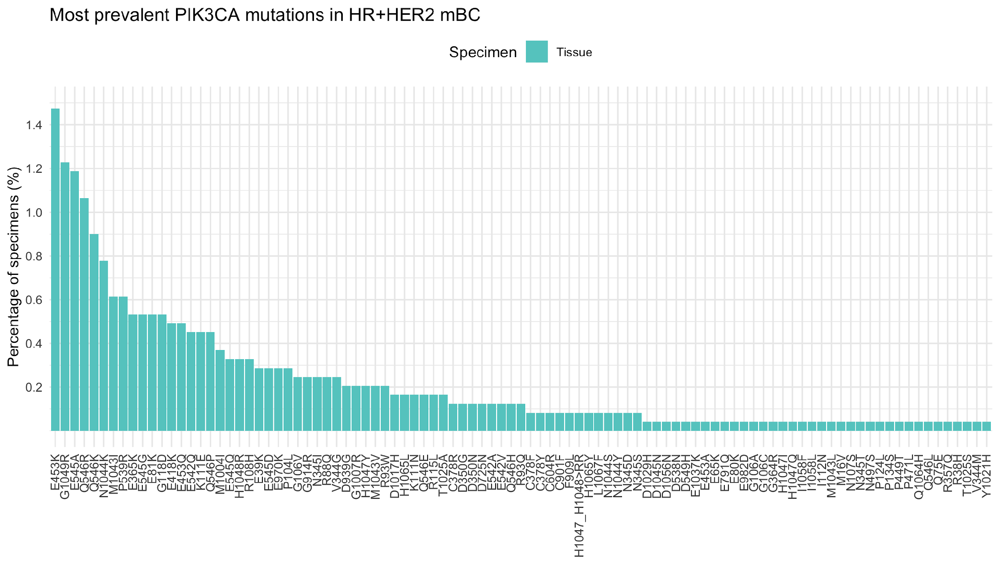 Most prevalent PIK3CA mutations in HR+HER2 mBC
Specimen Tissue
Percentage of specimens (%)
1.4
1.2
1.0
0.8
0.6
0.4
0.2
E453K
G1049R
E545A
Q546R
Q546K
N1044K
M1043I
P539R
E365K
E545G
E81K
G118D
E418K
E453Q
E542Q
K111E
Q546P
M1004I
E545Q
H1048R
R108H
E39K
E545D
E970K
P104L
G106V
G914R
N345I
R88Q
V344G
D939G
G1007R
H1047Y
M1043V
R93W
D1017H
H1065L
K111N
Q546E
R115L
T1025A
C378R
D350G
D350N
D725N
E542A
E542V
Q546H
R93Q
C378F
C378Y
C604R
C901F
F909L
H1047_H1048>RR
H1065Y
L1067F
N1044S
N1044Y
N345D
N345S
D1029H
D1045N
D1056N
D538N
D549H
E1037K
E453A
E65K
E791Q
E80K
E982D
G106A
G106C
G364R
H1047I
H1047Q
I1058F
I1058L
I112N
M1043L
M16V
N107S
N345T
N497S
P124L
P134S
P449T
P471L
Q1064H
Q546L
Q75E
R357Q
R38H
T1025S
V344M
Y1021H